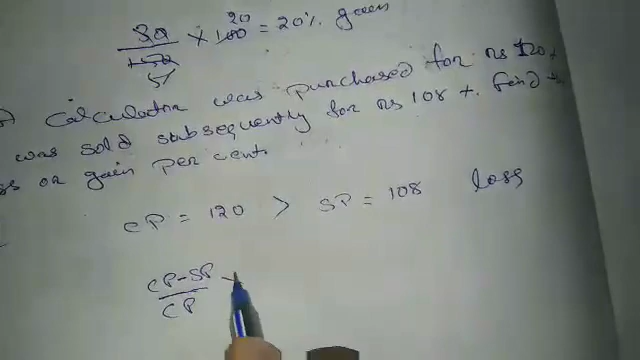 20
30/150 × 100 = 20% gain
Calculator was purchased for Rs 120,
was sold subsequently for Rs 108
or gain per cent.
CP = 120 > SP = 108 loss
CP-SP
CP